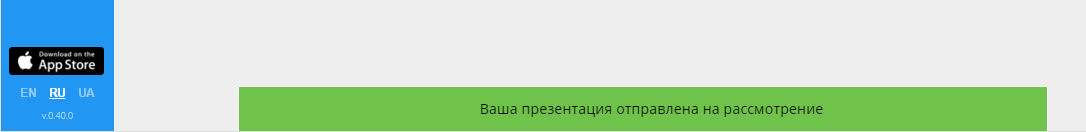 Download on the
App Store
EN RU UA
v.0.40.0
Ваша презентация отправлена на рассмотрение